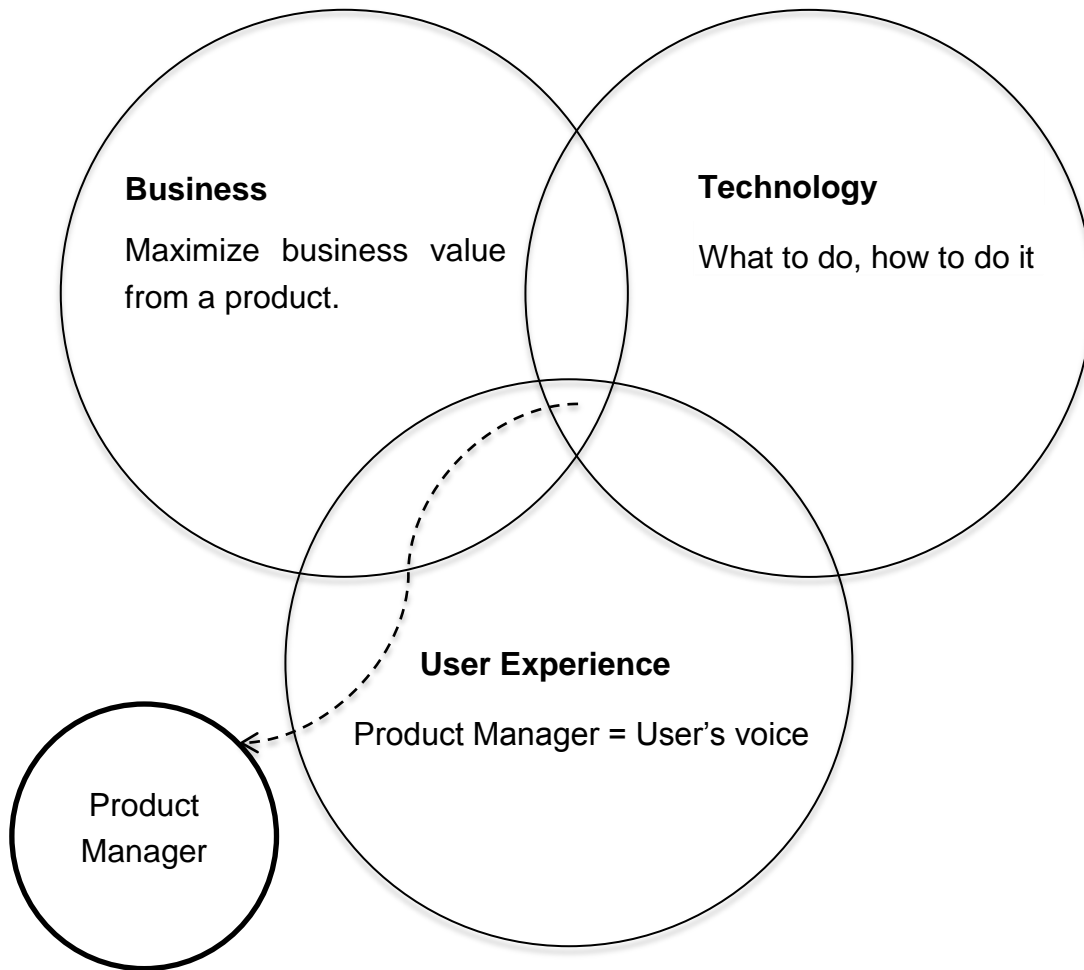 Business
Maximize business value
from a product.
Technology
What to do, how to do it
User Experience
Product Manager = User’s voice
Product
Manager